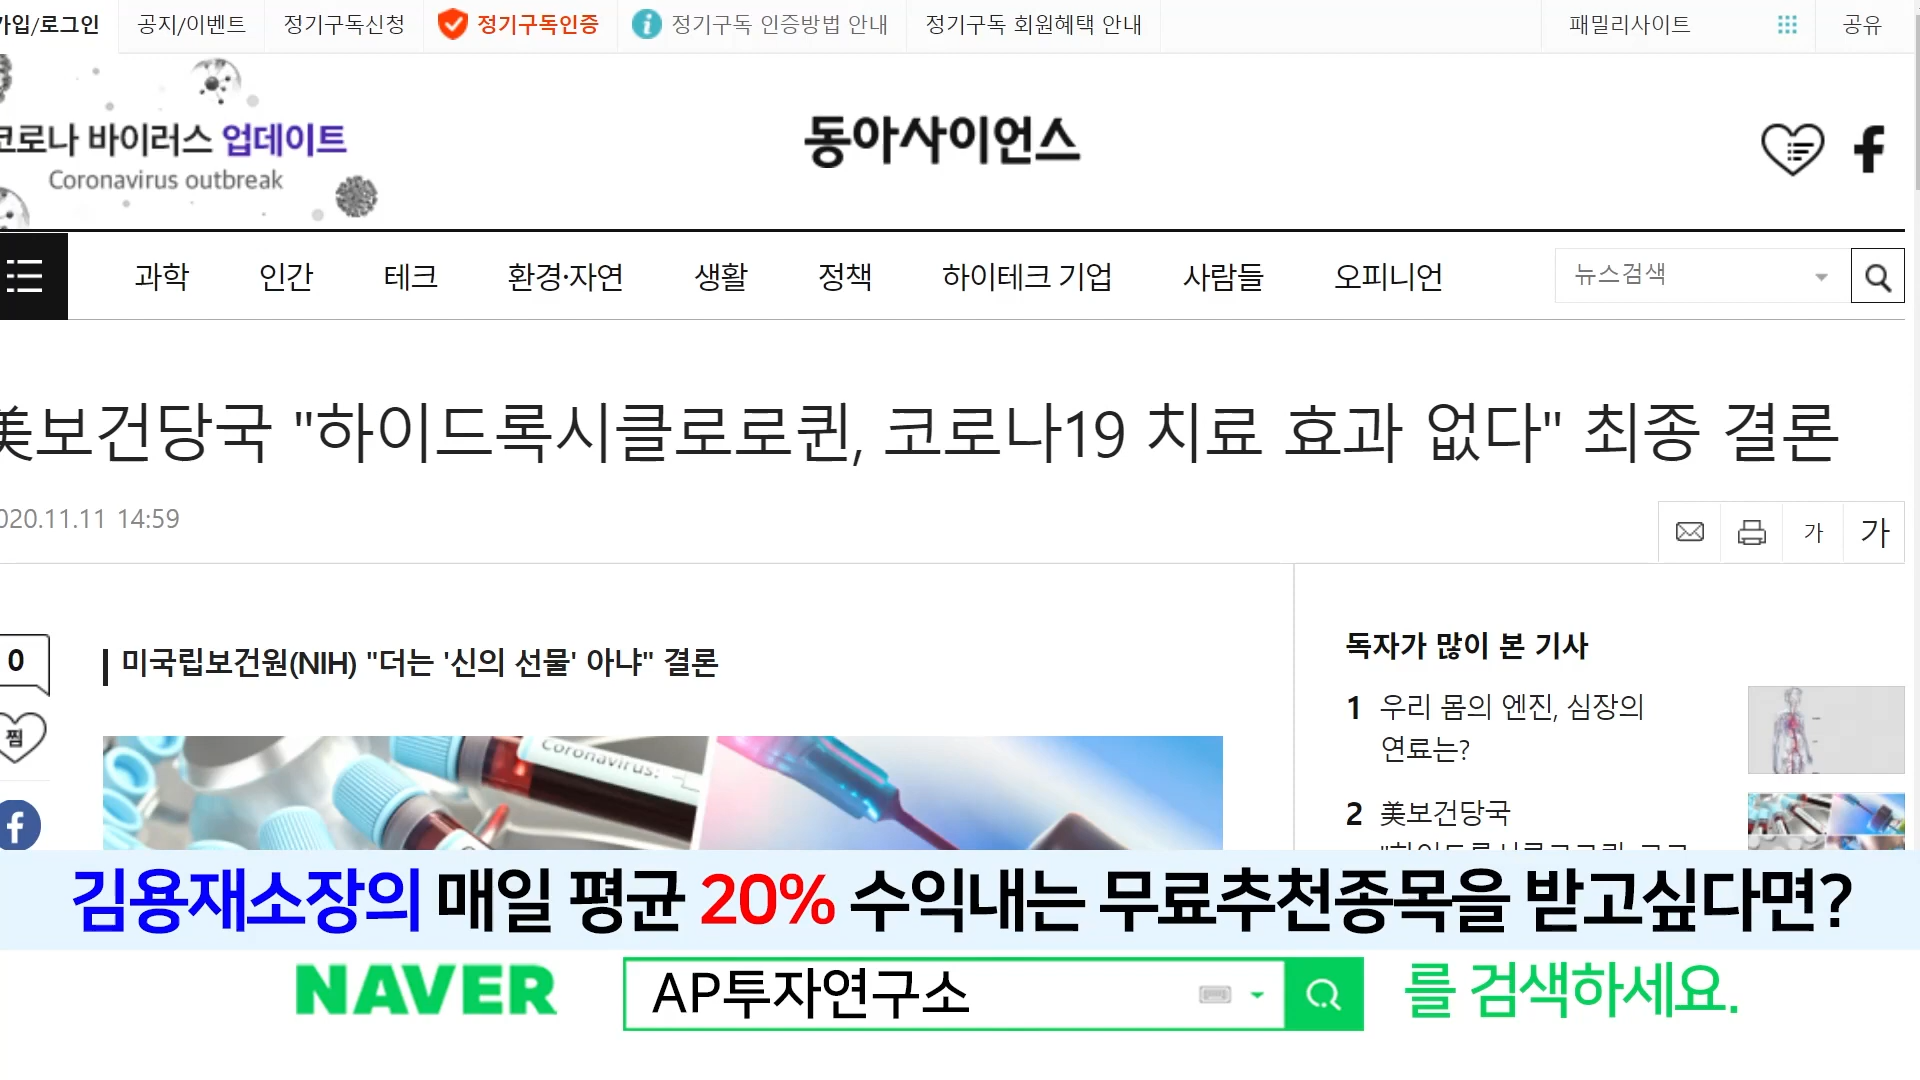 가입/로그인 공지/이벤트 정기구독신청 정기구독인증 정기구독 인증방법 안내 정기구독 회원혜택 안내 패밀리사이트 공유
코로나 바이러스 업데이트
Coronavirus outbreak
동아사이언스
과학 인간 테크 환경·자연 생활 정책 하이테크 기업 사람들 오피니언 뉴스검색
美보건당국 "하이드록시클로로퀸, 코로나19 치료 효과 없다" 최종 결론
2020.11.11 14:59
가 가
0
찜
미국립보건원(NIH) "더는 '신의 선물' 아냐" 결론
Coronavirus:
독자가 많이 본 기사
1 우리 몸의 엔진, 심장의
연료는?
2 美보건당국
김용재소장의 매일 평균 20% 수익내는 무료추천종목을 받고싶다면?
NAVER AP투자연구소 를 검색하세요.